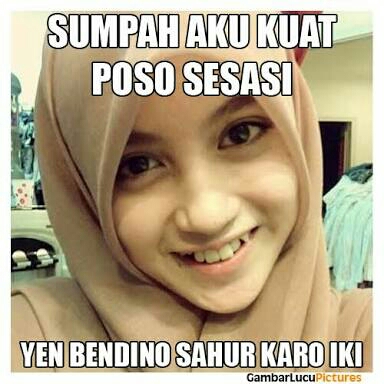 SUMPAH AKU KUAT
POSO SESASI
YEN BENDINO SAHUR KARO IKI
GambarLucuPictures